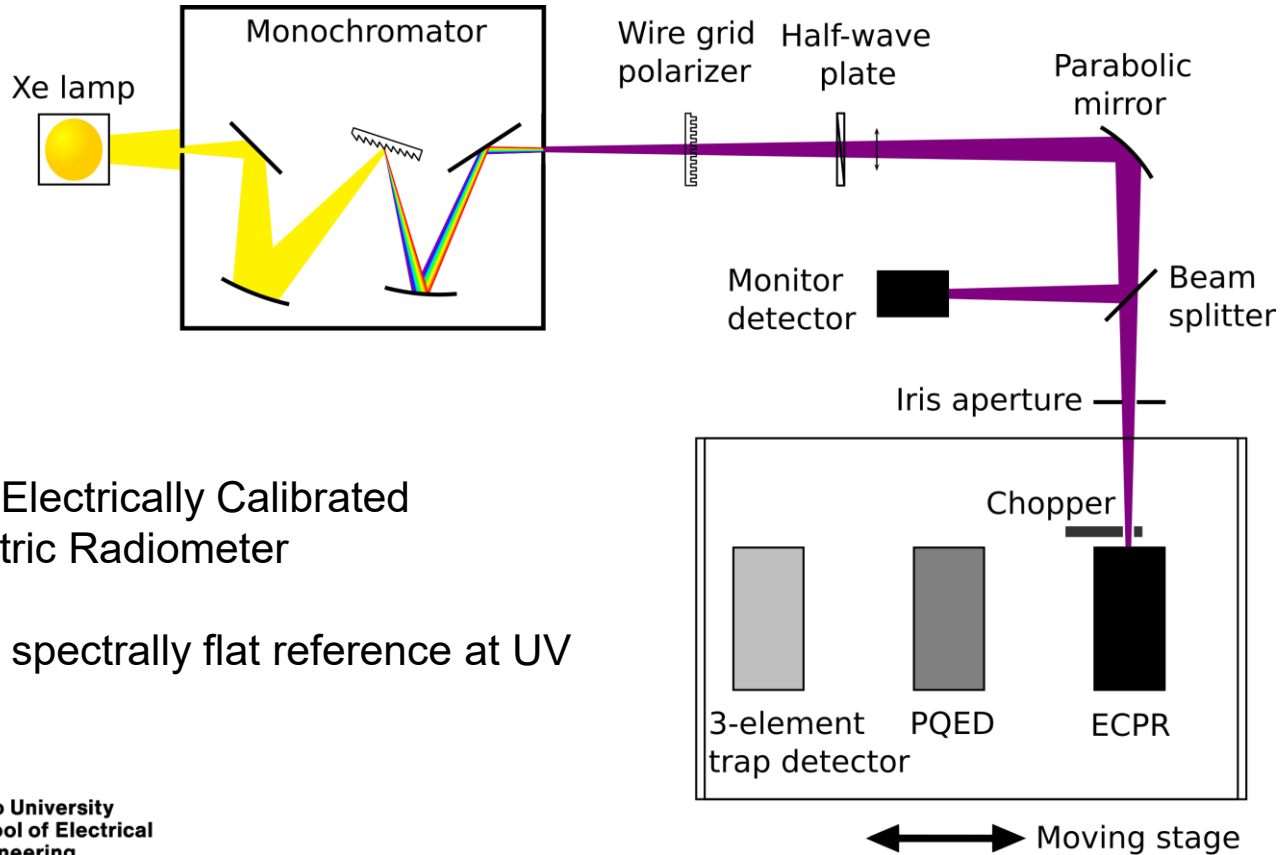 Monochromator
Xe lamp
Wire grid
polarizer
Half-wave
plate
Parabolic
mirror
Monitor
detector
Beam
splitter
Iris aperture
Electrically Calibrated
tric Radiometer
spectrally flat reference at UV
Chopper
3-element
trap detector
PQED
ECPR
University
ool of Electrical
neering
Moving stage